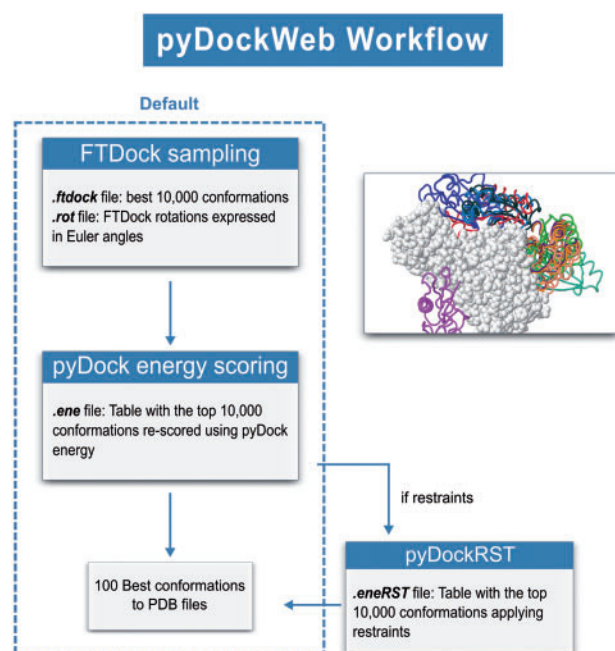 pyDockWeb Workflow
Default
FTDock sampling
.ftdock file: best 10,000 conformations
.rot file: FTDock rotations expressed
in Euler angles
pyDock energy scoring
.ene file: Table with the top 10,000
conformations re-scored using pyDock
energy
if restraints
pyDockRST
.eneRST file: Table with the top
10,000 conformations applying
restraints
100 Best conformations
to PDB files